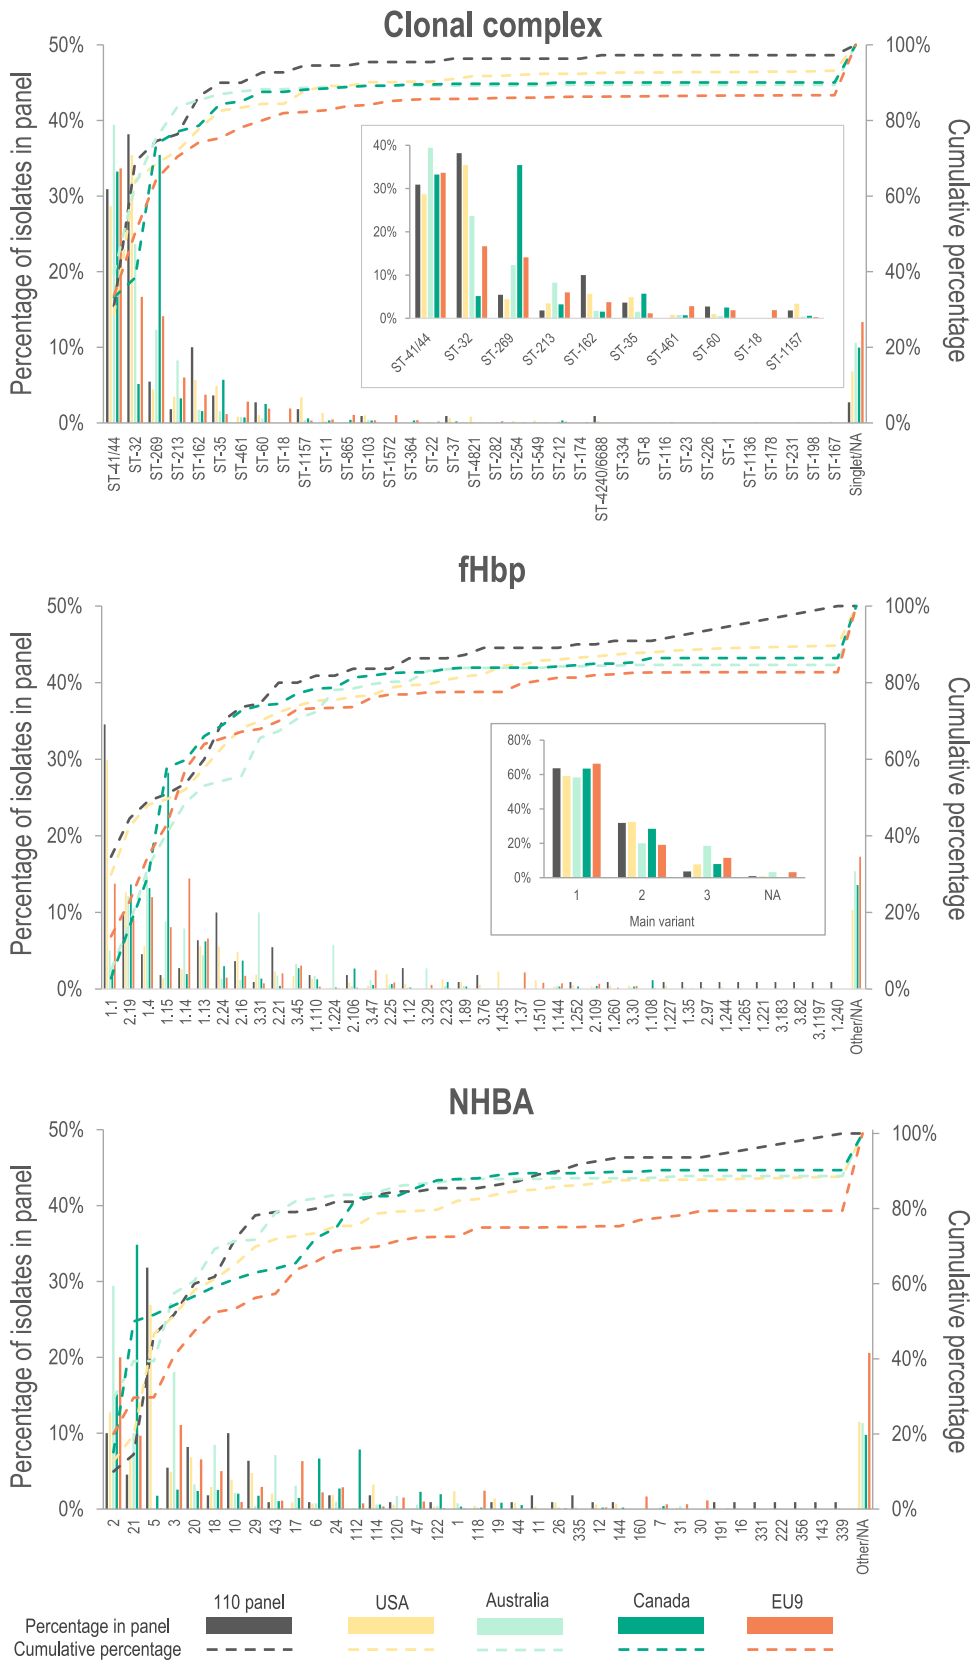 Clonal complex
Percentage of isolates in panel
50%
40%
30%
20%
10%
0%
100%
80%
60%
40%
20%
0%
Cumulative percentage
40%
30%
20%
10%
0%
ST-41/44
ST-32
ST-269
ST-213
ST-162
ST-35
ST-461
ST-60
ST-18
ST-1157
ST-41/44
ST-32
ST-269
ST-213
ST-162
ST-35
ST-461
ST-60
ST-18
ST-1157
ST-11
ST-865
ST-103
ST-1572
ST-364
ST-22
ST-37
ST-4821
ST-282
ST-254
ST-549
ST-212
ST-174
ST-4240/6688
ST-334
ST-8
ST-116
ST-23
ST-226
ST-1
ST-1136
ST-178
ST-231
ST-198
ST-167
Singlet/NA
fHbp
Percentage of isolates in panel
50%
40%
30%
20%
10%
0%
100%
80%
60%
40%
20%
0%
Cumulative percentage
80%
60%
40%
20%
0%
1
2
3
NA
Main variant
1.1
2.19
1.4
1.15
1.14
1.13
2.24
2.16
3.31
2.21
3.45
1.110
1.224
2.106
3.47
2.25
1.12
3.29
2.23
1.89
3.76
1.435
1.37
1.510
1.144
1.252
2.109
1.260
3.30
1.108
1.227
1.35
2.97
1.244
1.265
1.221
3.183
3.82
3.1197
1.240
Other/NA
NHBA
Percentage of isolates in panel
50%
40%
30%
20%
10%
0%
100%
80%
60%
40%
20%
0%
Cumulative percentage
2
21
5
3
20
18
10
29
43
17
6
24
112
114
120
47
122
1
118
19
44
11
26
335
12
144
160
7
31
30
191
16
331
222
356
143
339
Other/NA
110 panel
USA
Australia
Canada
EU9
Percentage in panel
Cumulative percentage